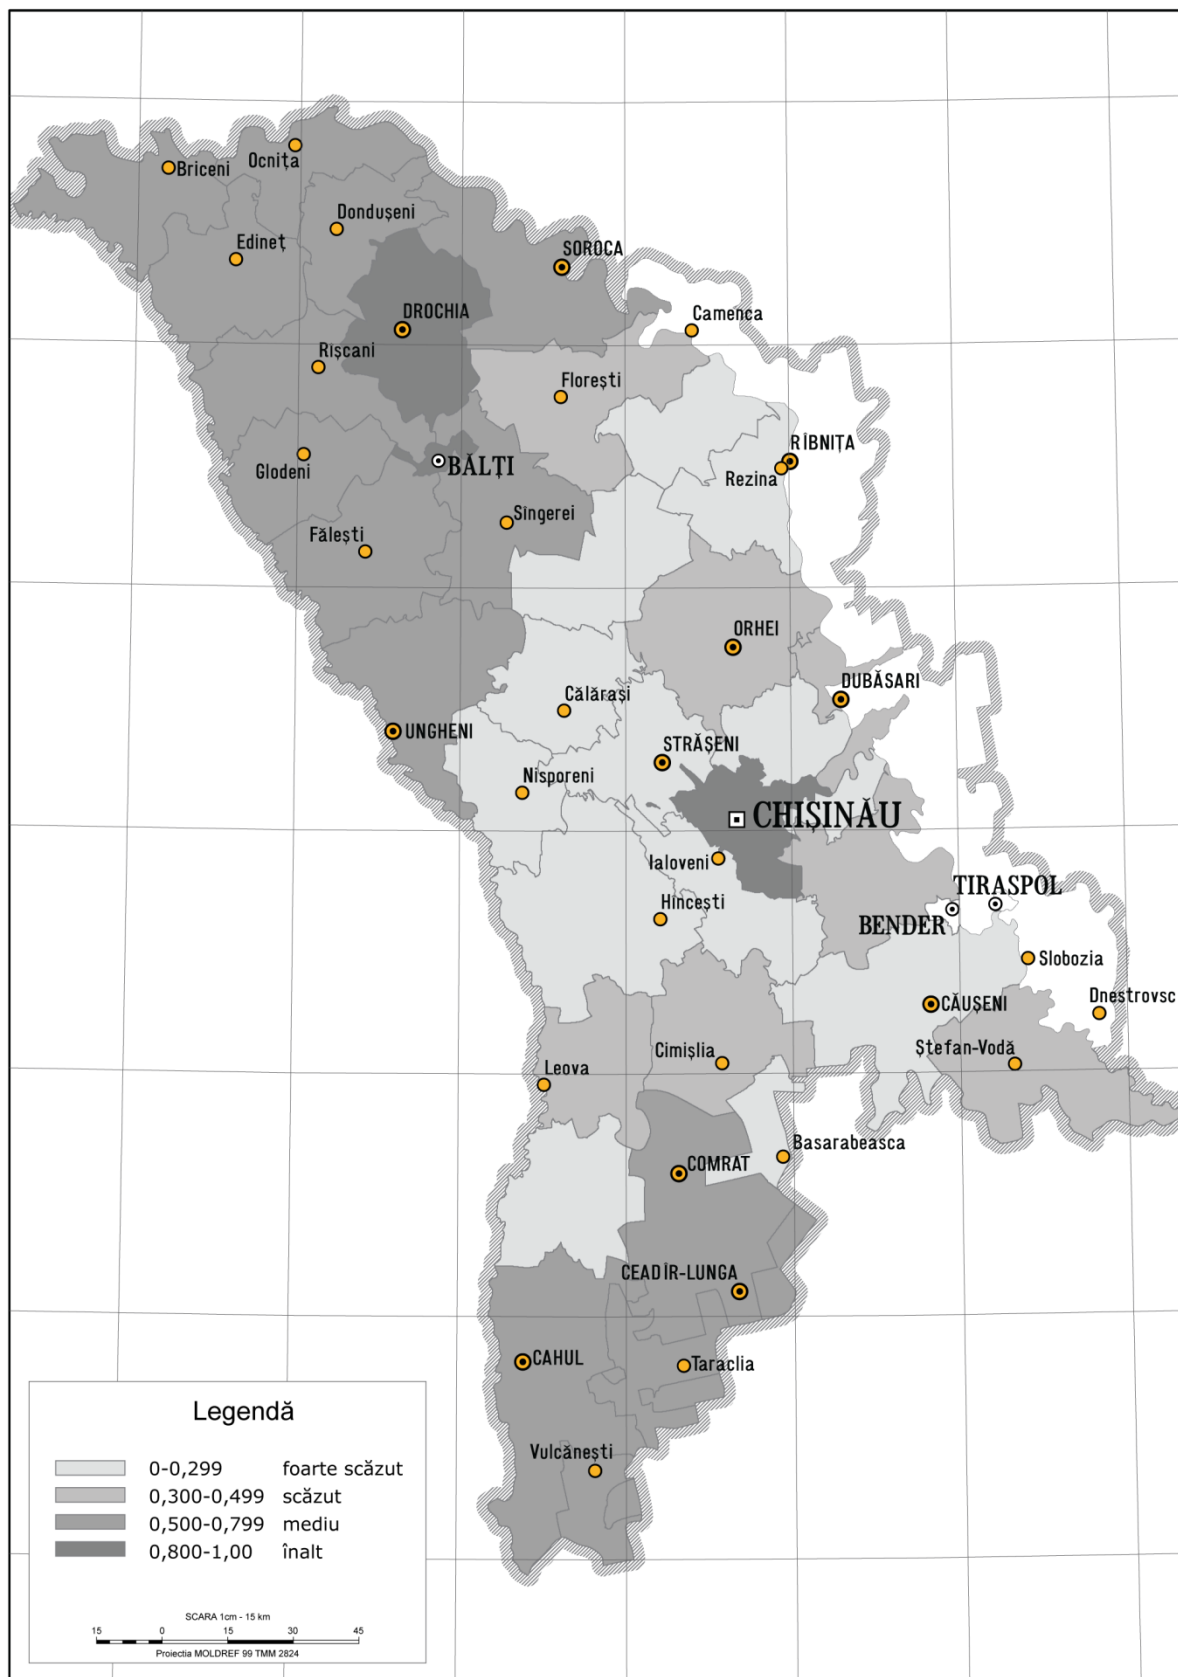 Ocnița
Briceni
Dondușeni
Edineț
SOROCA
Camenca
DROCHIA
Rîșcani
Florești
RÎBNIȚA
Glodeni
BĂLȚI
Rezina
Sîngerei
Fălești
ORHEI
DUBĂSARI
Călărași
UNGHENI
STRĂȘENI
Nisporeni
CHIȘINĂU
Ialoveni
TIRASPOL
Hîncești
BENDER
Slobozia
Dnestrovsc
CĂUȘENI
Ștefan-Vodă
Cimișlia
Leova
Basarabeasca
COMRAT
CEADÎR-LUNGA
CAHUL
Taraclia
Vulcănești
Legendă
0-0,299 foarte scăzut
0,300-0,499 scăzut
0,500-0,799 mediu
0,800-1,00 înalt
SCARA 1cm - 15 km
15 0 15 30 45
Proiectia MOLDREF 99 TMM 2824